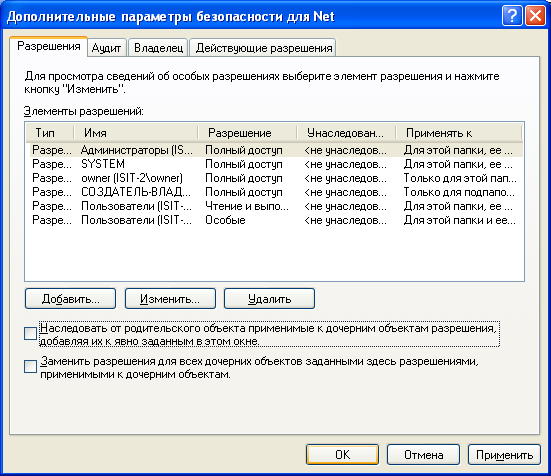 Дополнительные параметры безопасности для Net
Разрешения Аудит Владелец Действующие разрешения
Для просмотра сведений об особых разрешениях выберите элемент разрешения и нажмите
кнопку "Изменить".
Элементы разрешений:
Тип Имя Разрешение Унаследован... Применять к
Разре... Администраторы (IS... Полный доступ <не унаследов... Для этой папки, ее ...
Разре... SYSTEM Полный доступ <не унаследов... Для этой папки, ее ...
Разре... owner (ISIT-2\owner) Полный доступ <не унаследов... Только для этой пап...
Разре... СОЗДАТЕЛЬ-ВЛАД... Полный доступ <не унаследов... Только для подпапо...
Разре... Пользователи (ISIT-... Чтение и выпо... <не унаследов... Для этой папки, ее ...
Разре... Пользователи (ISIT-... Особые <не унаследов... Для этой папки и ее...
Добавить... Изменить... Удалить
Наследовать от родительского объекта применимые к дочерним объектам разрешения,
добавляя их к явно заданным в этом окне.
Заменить разрешения для всех дочерних объектов заданными здесь разрешениями,
применимыми к дочерним объектам.
OK Отмена Применить